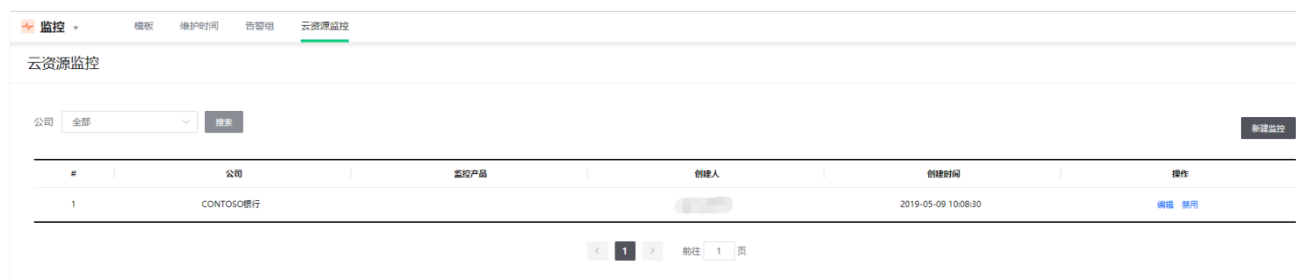 监控 模板 维护时间 告警组 云资源监控
云资源监控
公司 全部 搜索
新建监控
# 公司 监控产品 创建人 创建时间 操作
1 CONTOSO银行 2019-05-09 10:08:30 编辑 禁用
< 1 > 前往 1 页